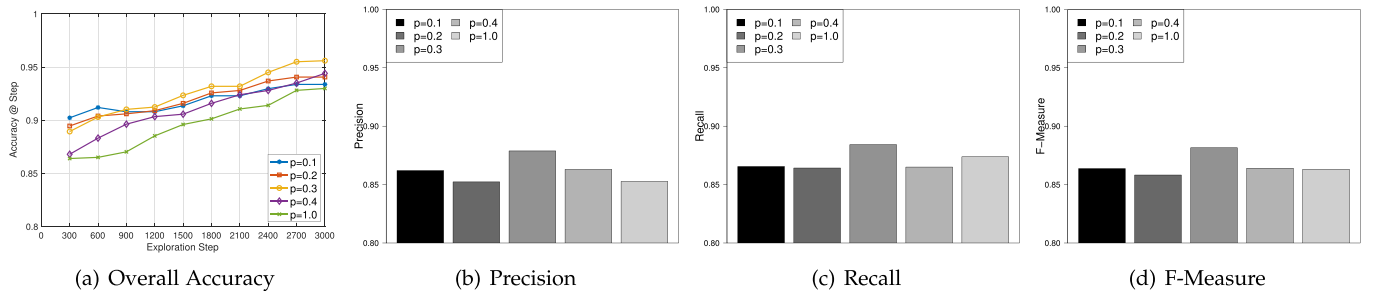 1
0.95
0.9
0.85
0.8
Accuracy @ Step
0 300 600 900 1200 1500 1800 2100 2400 2700 3000
Exploration Step
p=0.1
p=0.2
p=0.3
p=0.4
p=1.0
(a) Overall Accuracy
1.00
0.95
0.90
0.85
0.80
Precision
p=0.1 p=0.4
p=0.2 p=1.0
p=0.3
(b) Precision
1.00
0.95
0.90
0.85
0.80
Recall
p=0.1 p=0.4
p=0.2 p=1.0
p=0.3
(c) Recall
1.00
0.95
0.90
0.85
0.80
F−Measure
p=0.1 p=0.4
p=0.2 p=1.0
p=0.3
(d) F-Measure